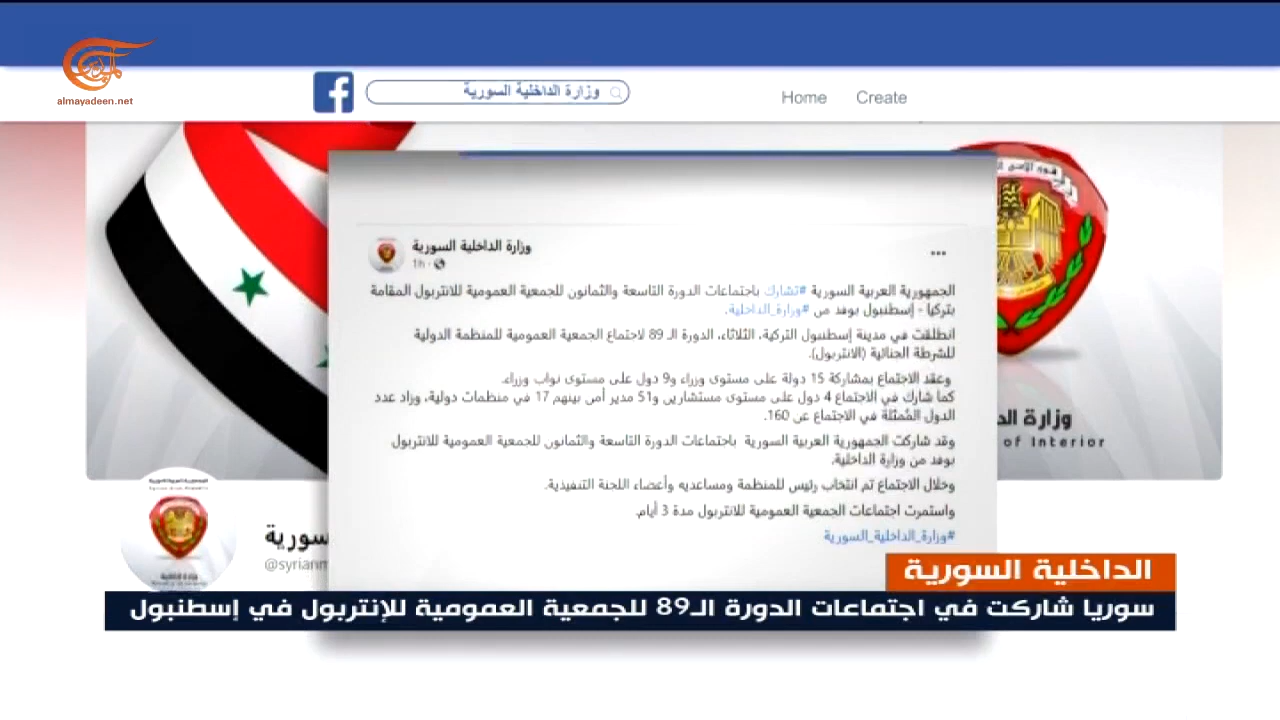 الميادين
almayadeen.net
وزارة الداخلية السورية
Home
Create
وزارة الداخلية السورية
1h
الجمهورية العربية السورية #تشارك باجتماعات الدورة التاسعة والثمانون للجمعية العمومية للانتربول المقامة
بتركيا - إسطنبول بوفد من #وزارة_الداخلية.
انطلقت في مدينة إسطنبول التركية، الثلاثاء، الدورة الـ 89 لاجتماع الجمعية العمومية للمنظمة الدولية
للشرطة الجنائية (الانتربول).
وعقد الاجتماع بمشاركة 15 دولة على مستوى وزراء و9 دول على مستوى نواب وزراء.
كما شارك في الاجتماع 4 دول على مستوى مستشارين و51 مدير أمن بينهم 17 في منظمات دولية، وزاد عدد
الدول المُمثلة في الاجتماع عن 160.
وقد شاركت الجمهورية العربية السورية باجتماعات الدورة التاسعة والثمانون للجمعية العمومية للانتربول
بوفد من وزارة الداخلية.
وخلال الاجتماع تم انتخاب رئيس للمنظمة ومساعديه وأعضاء اللجنة التنفيذية.
واستمرت اجتماعات الجمعية العمومية للانتربول مدة 3 أيام.
#وزارة_الداخلية_السورية
وزارة الد
of Interior
سورية
@syrianm
الداخلية السورية
سوريا شاركت في اجتماعات الدورة الـ89 للجمعية العمومية للإنتربول في إسطنبول